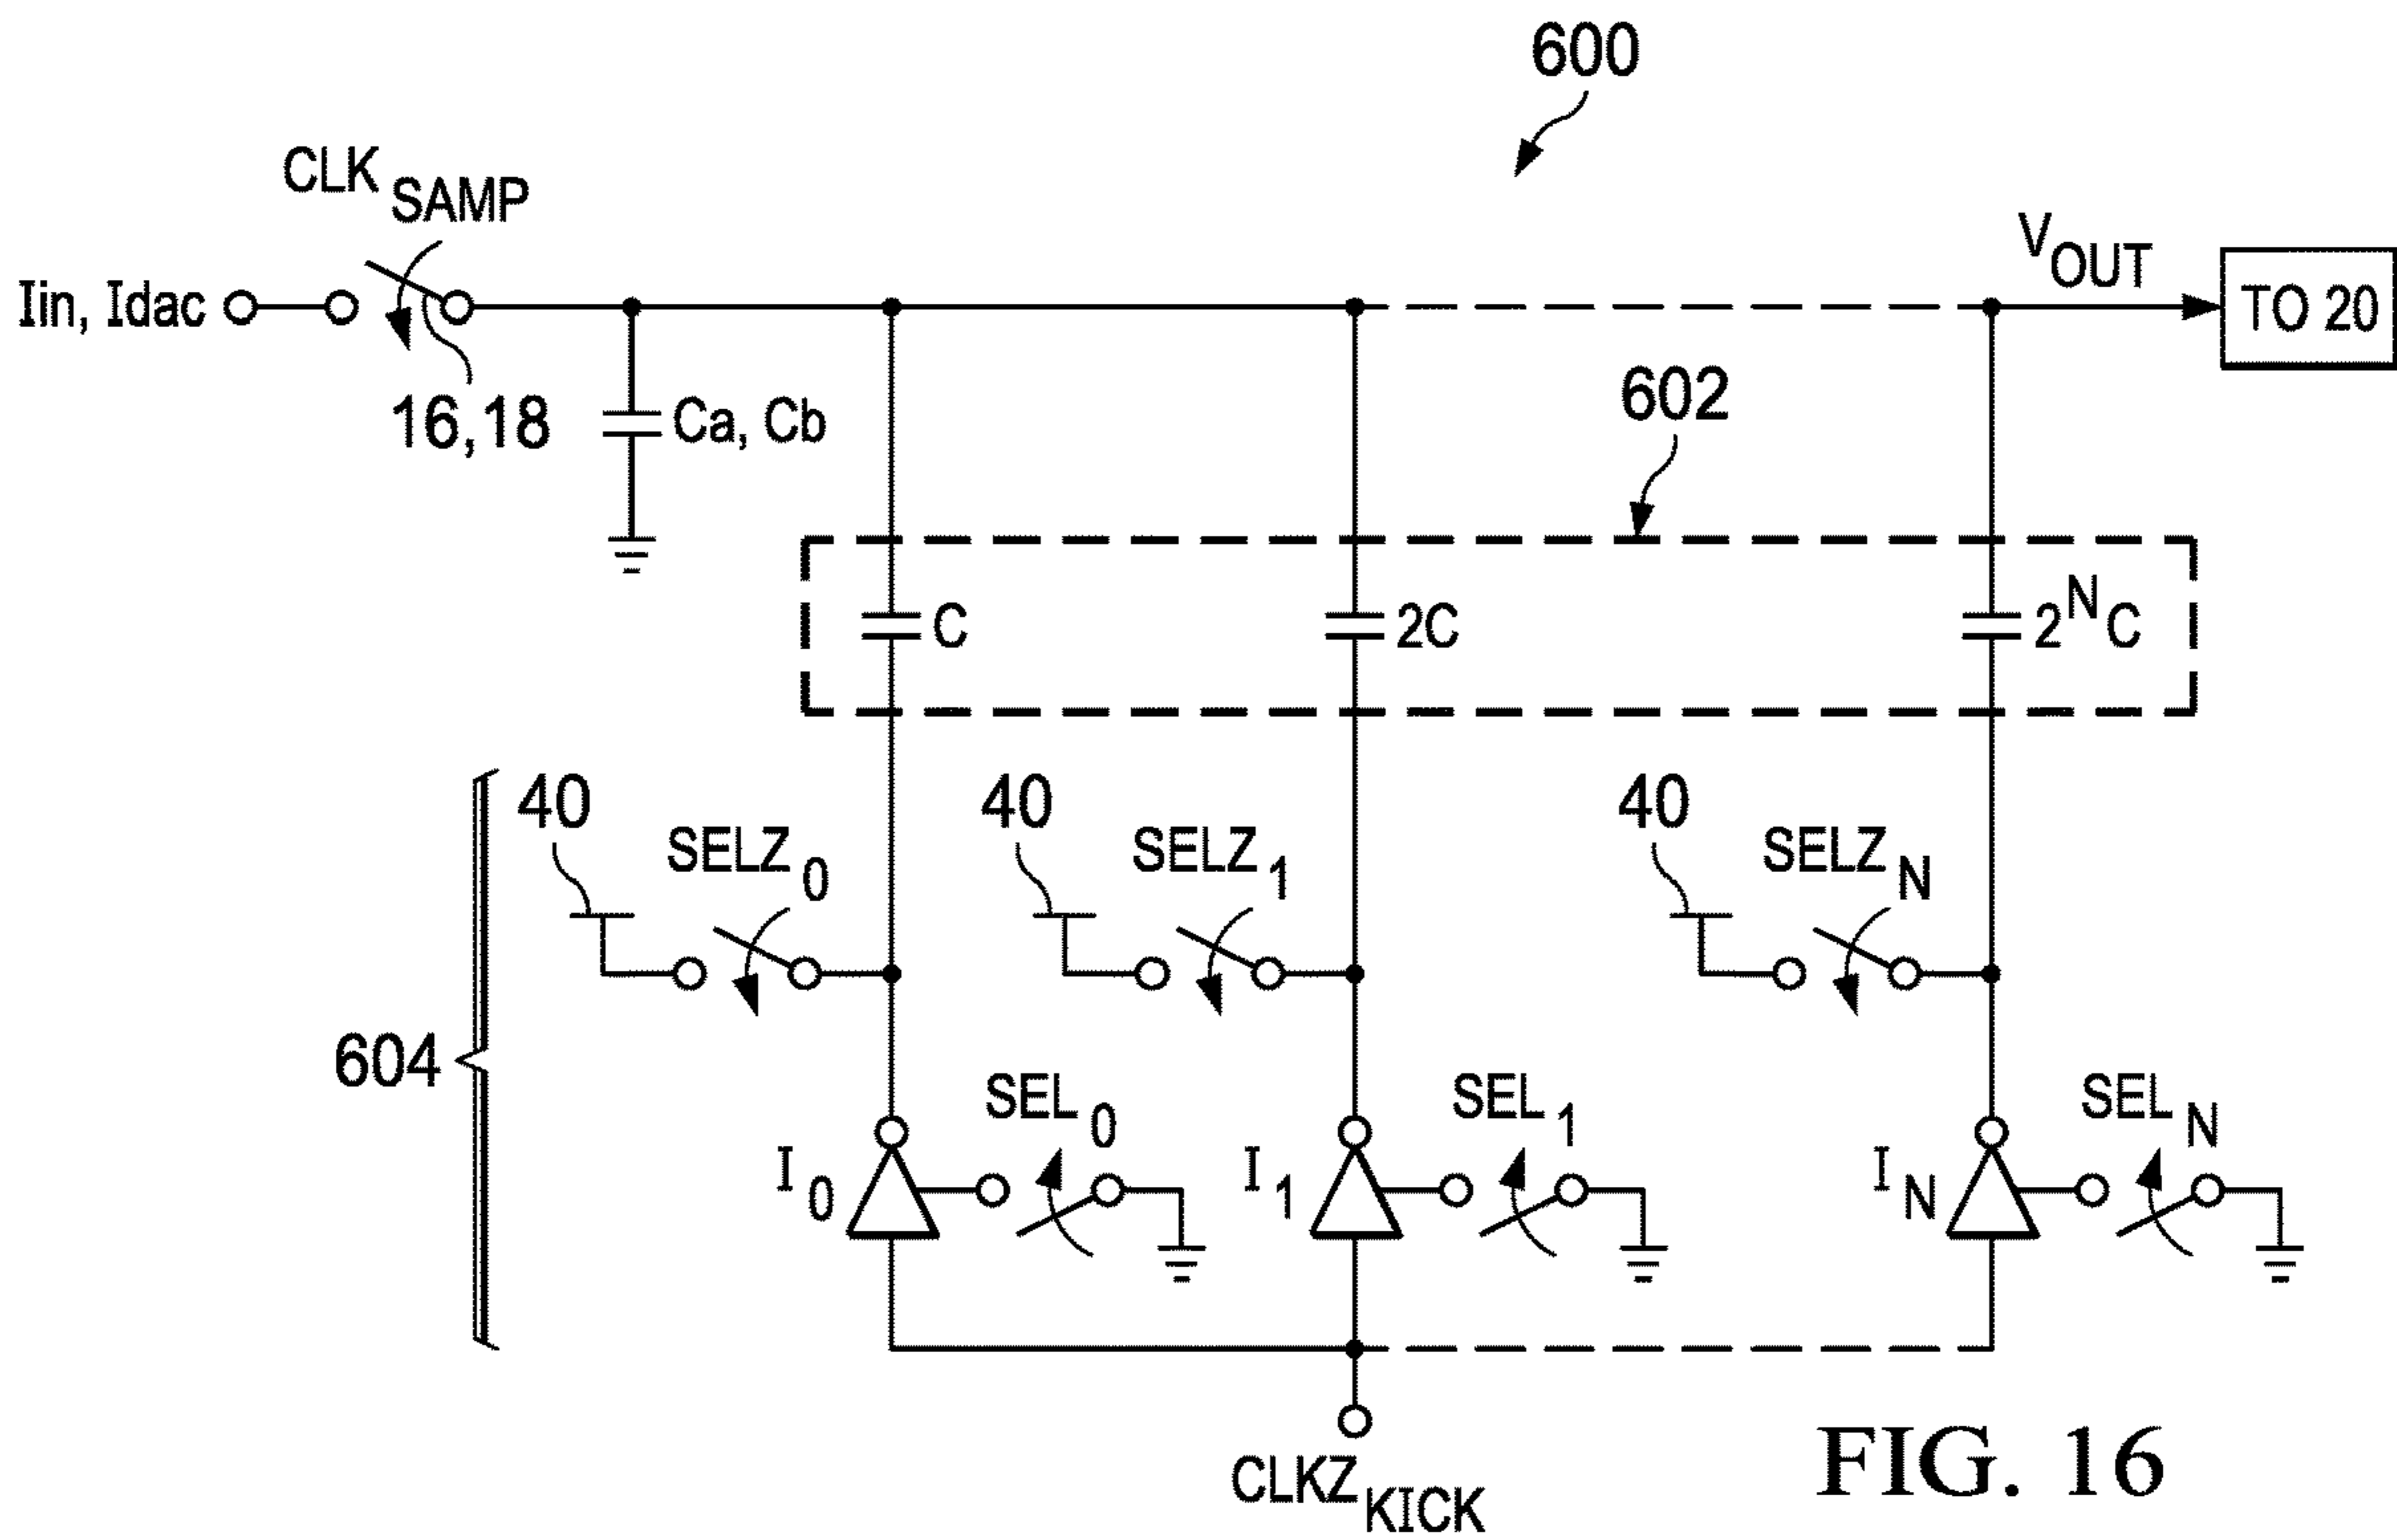 600
CLK SAMP
Iin, Idac
16,18
Ca, Cb
V OUT
TO 20
602
C
2C
2^N C
604
40
SELZ 0
40
SELZ 1
40
SELZ N
I 0
SEL 0
I 1
SEL 1
I N
SEL N
CLKZ KICK
FIG. 16